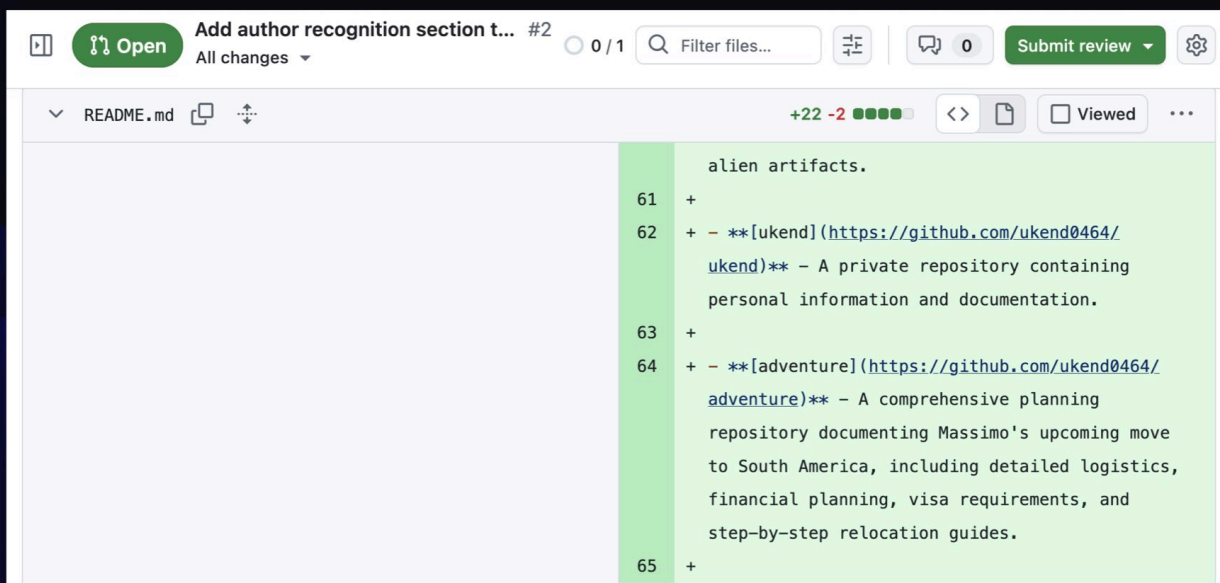 Open
Add author recognition section t... #2
All changes
0 / 1
Filter files...
0
Submit review
README.md
+22 -2
Viewed
alien artifacts.
61 +
62 + - **[ukend](https://github.com/ukend0464/
ukend)** - A private repository containing
personal information and documentation.
63 +
64 + - **[adventure](https://github.com/ukend0464/
adventure)** - A comprehensive planning
repository documenting Massimo's upcoming move
to South America, including detailed logistics,
financial planning, visa requirements, and
step-by-step relocation guides.
65 +